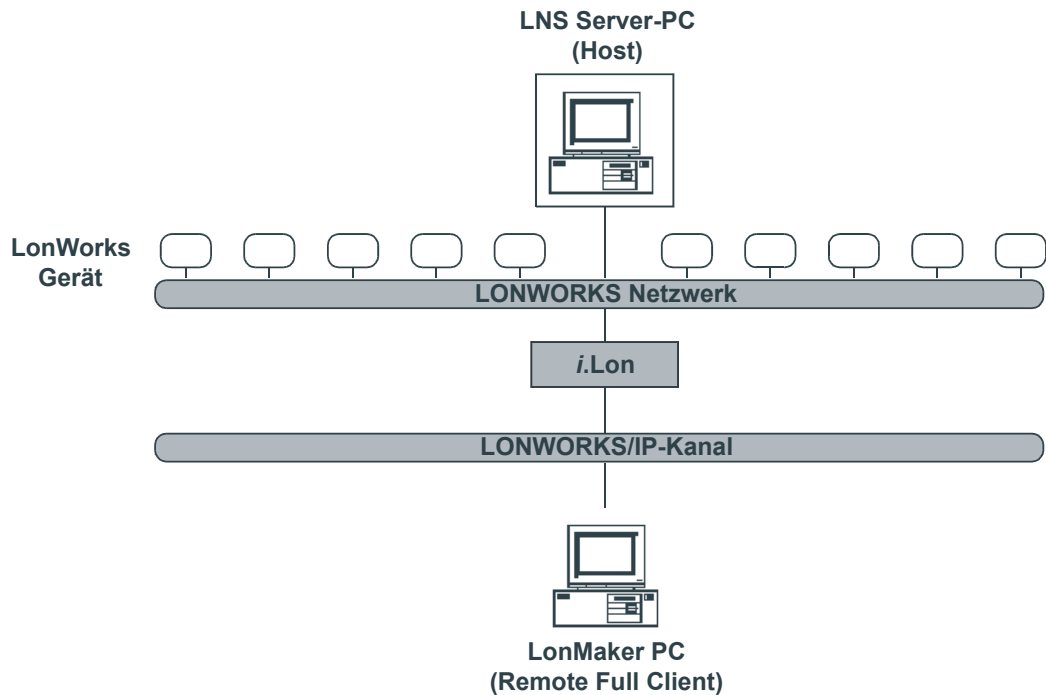 LNS Server-PC
(Host)
LonWorks
Gerät
LONWORKS Netzwerk
i.Lon
LONWORKS/IP-Kanal
LonMaker PC
(Remote Full Client)